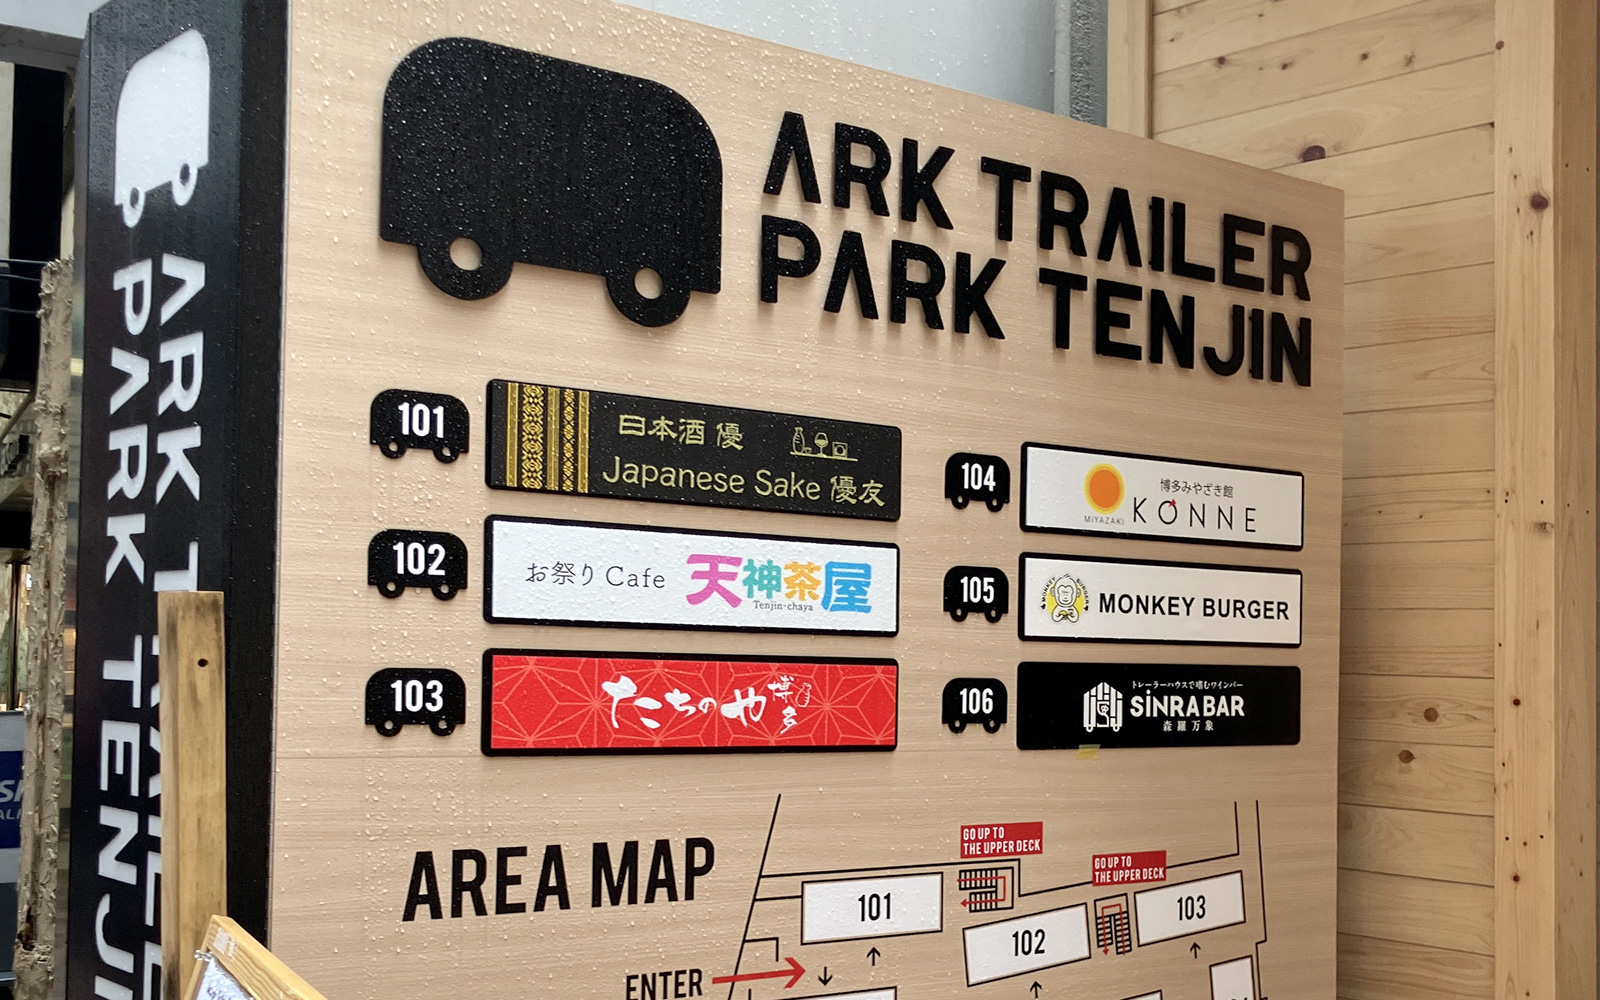 ARK TRAILER
PARK TENJIN
ARK TRAILER
PARK TENJIN
101
日本酒 優
Japanese Sake 優友
102
お祭り Cafe 天神茶屋
Tenjin-chaya
103
たちのや 博多
104
博多みやざき館
MIYAZAKI KONNE
105
MONKEY BURGER
MONKEY BURGER
106
トレーラーハウスで嗜むワインバー
SINRA BAR
森羅万象
AREA MAP
GO UP TO
THE UPPER DECK
GO UP TO
THE UPPER DECK
101
102
103
ENTER